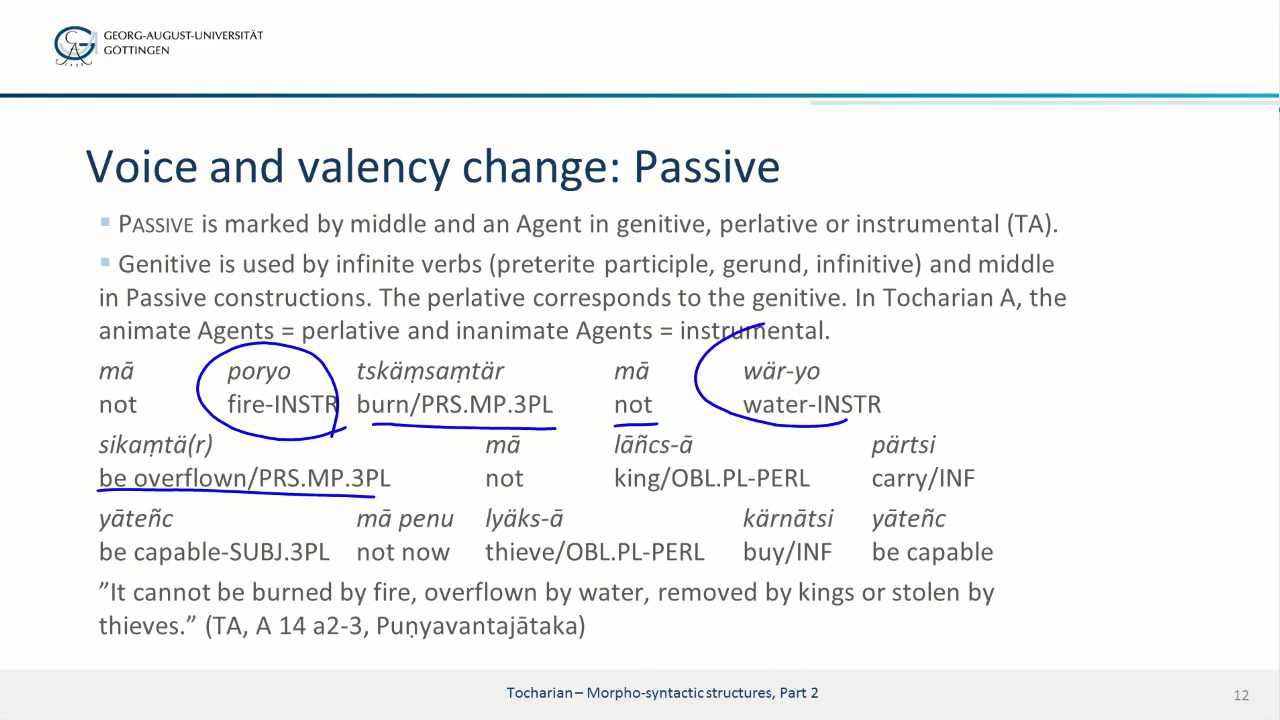 GEORG-AUGUST-UNIVERSITÄT
GÖTTINGEN
Voice and valency change: Passive
PASSIVE is marked by middle and an Agent in genitive, perlative or instrumental (TA).
Genitive is used by infinite verbs (preterite participle, gerund, infinitive) and middle
in Passive constructions. The perlative corresponds to the genitive. In Tocharian A, the
animate Agents = perlative and inanimate Agents = instrumental.
mā poryo tskäṃsaṃtär mā wär-yo
not fire-INSTR burn/PRS.MP.3PL not water-INSTR
sikaṃtä(r) mā lāñcs-ā pärtsi
be overflown/PRS.MP.3PL not king/OBL.PL-PERL carry/INF
yāteñc mā penu lyäks-ā kärnātsi yāteñc
be capable-SUBJ.3PL not now thieve/OBL.PL-PERL buy/INF be capable
”It cannot be burned by fire, overflown by water, removed by kings or stolen by
thieves.” (TA, A 14 a2-3, Puṇyavantajātaka)
Tocharian – Morpho-syntactic structures, Part 2
12